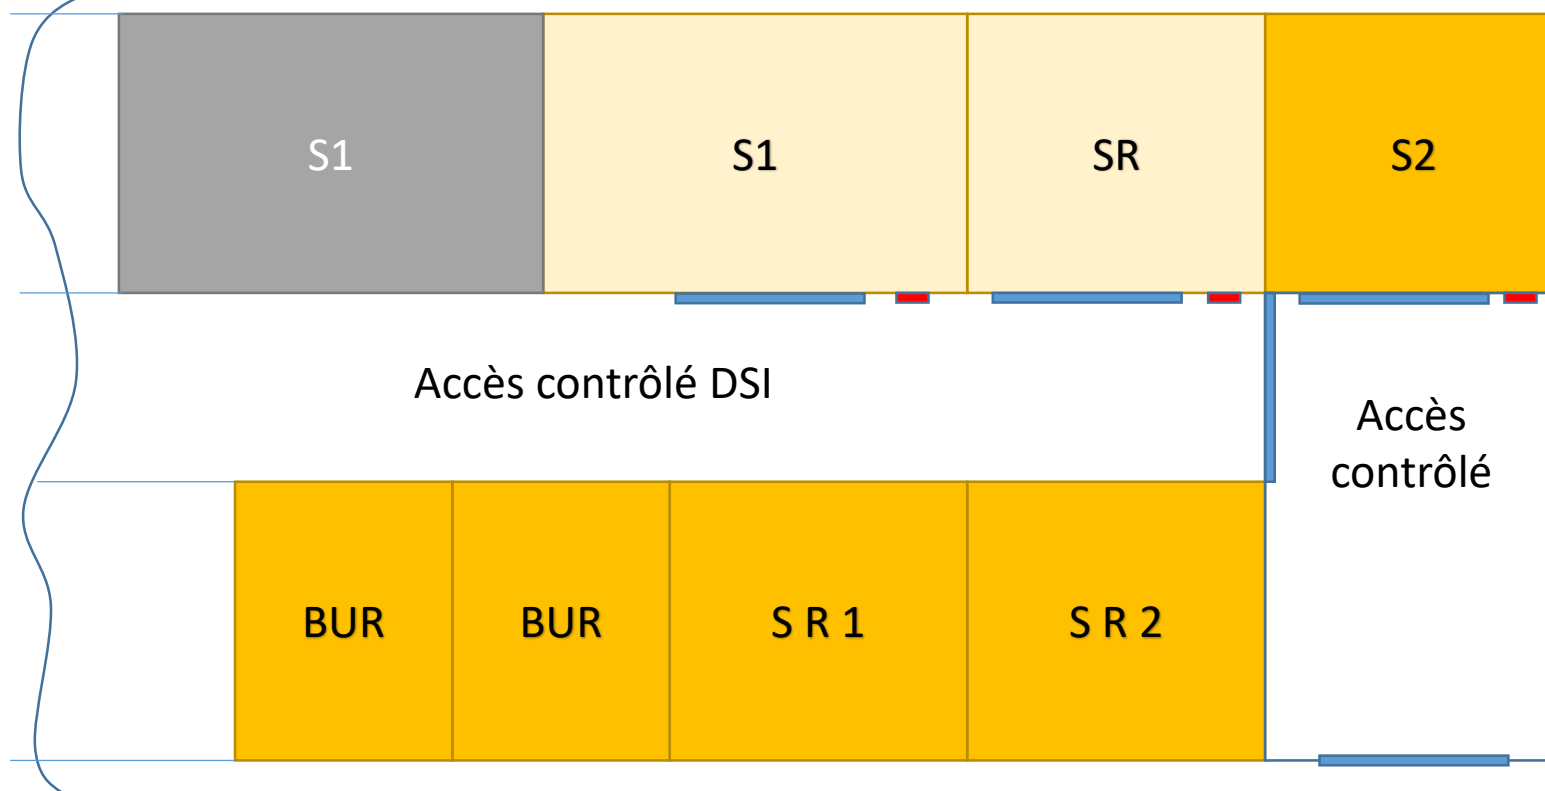 S1
S1
SR
S2
Accès contrôlé DSI
Accès
contrôlé
BUR
BUR
S R 1
S R 2